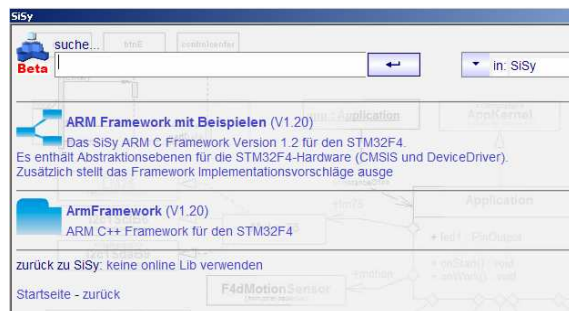 SiSy
suche...
Beta
in: SiSy
ARM Framework mit Beispielen (V1.20)
Das SiSy ARM C Framework Version 1.2 für den STM32F4.
Es enthält Abstraktionsebenen für die STM32F4-Hardware (CMSIS und DeviceDriver).
Zusätzlich stellt das Framework Implementationsvorschläge ausge
ArmFramework (V1.20)
Application
ARM C++ Framework für den STM32F4
zurück zu SiSy: keine online Lib verwenden
F4dMotionSensor
Startseite - zurück